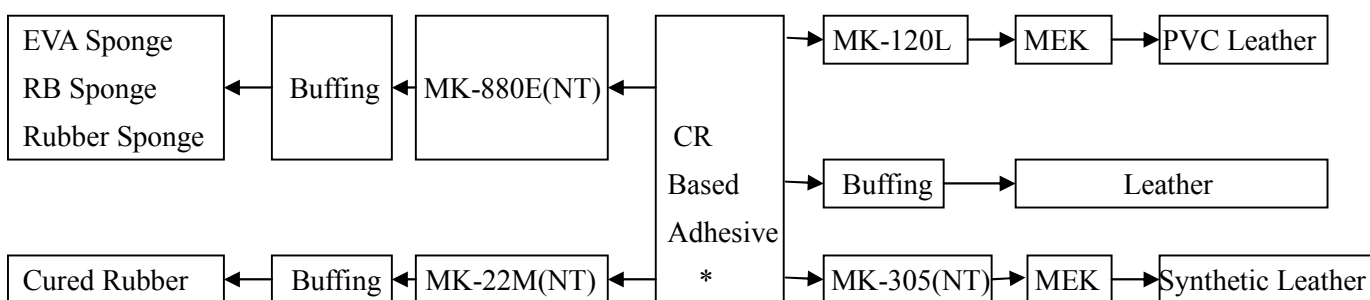 EVA Sponge
RB Sponge
Rubber Sponge
Buffing
MK-880E(NT)
CR
Based
Adhesive
*
MK-120L
MEK
PVC Leather
Buffing
Leather
Cured Rubber
Buffing
MK-22M(NT)
MK-305(NT)
MEK
Synthetic Leather